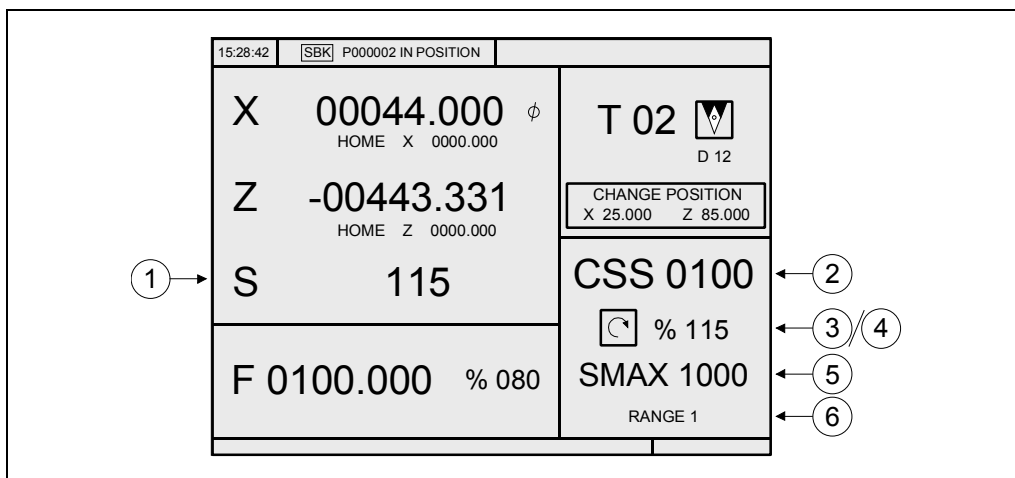 15:28:42 SBK P000002 IN POSITION
X 00044.000 ϕ
HOME X 0000.000
Z -00443.331
HOME Z 0000.000
1 S 115
F 0100.000 % 080
T 02
D 12
CHANGE POSITION
X 25.000 Z 85.000
CSS 0100 2
% 115 3/4
SMAX 1000 5
RANGE 1 6